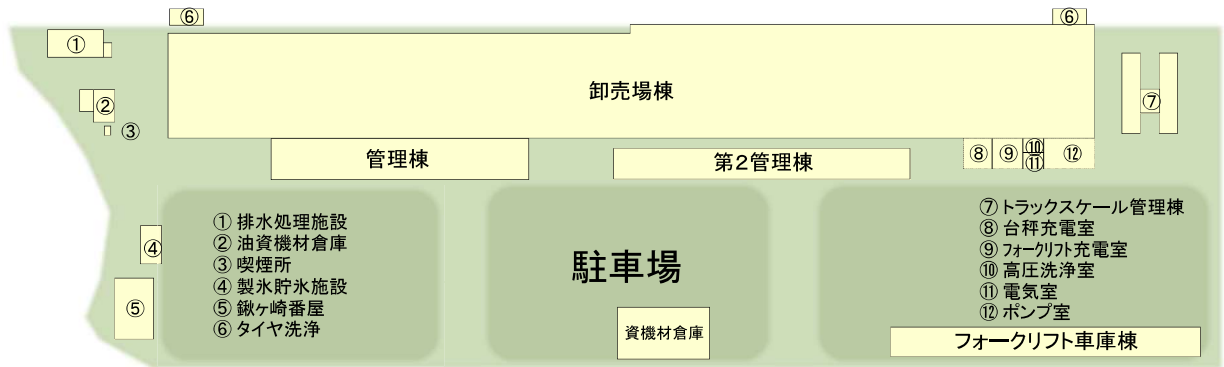 ⑥
⑥
①
卸売場棟
⑦
②
③
管理棟
第2管理棟
⑧
⑨
⑩
⑪
⑫
④
⑤
①排水処理施設
②油資機材倉庫
③喫煙所
④製氷貯氷施設
⑤鍬ヶ崎番屋
⑥タイヤ洗浄
駐車場
資機材倉庫
⑦トラックスケール管理棟
⑧台秤充電室
⑨フォークリフト充電室
⑩高圧洗浄室
⑪電気室
⑫ポンプ室
フォークリフト車庫棟